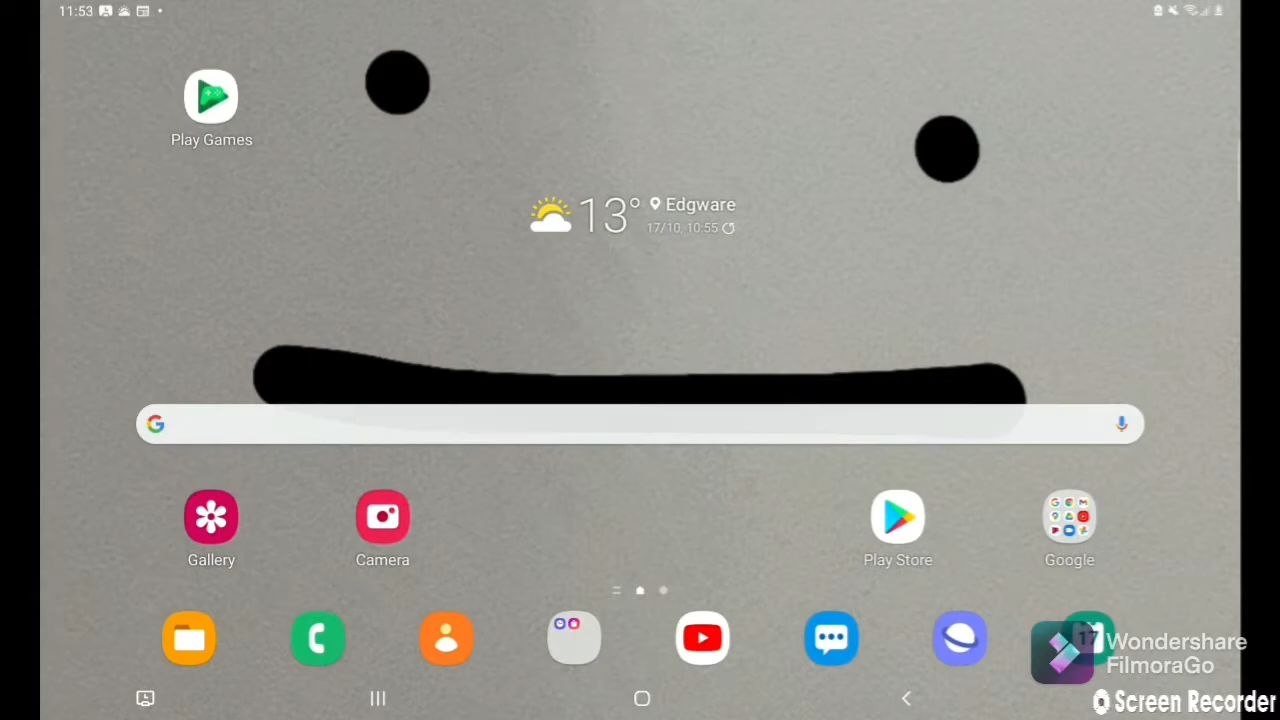 11:53
Play Games
13° Edgware
17/10 10:55
Gallery
Camera
Play Store
Google
17
Wondershare
FilmoraGo
Screen Recorder